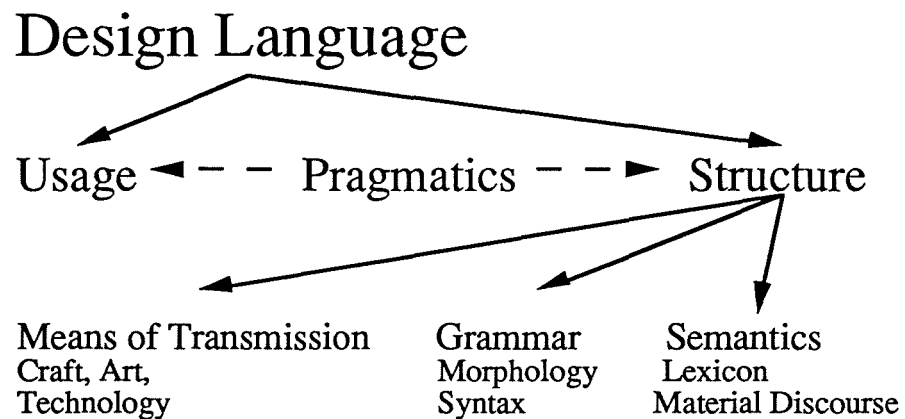 Design Language
Usage Pragmatics Structure
Means of Transmission
Craft, Art,
Technology
Grammar
Morphology
Syntax
Semantics
Lexicon
Material Discourse